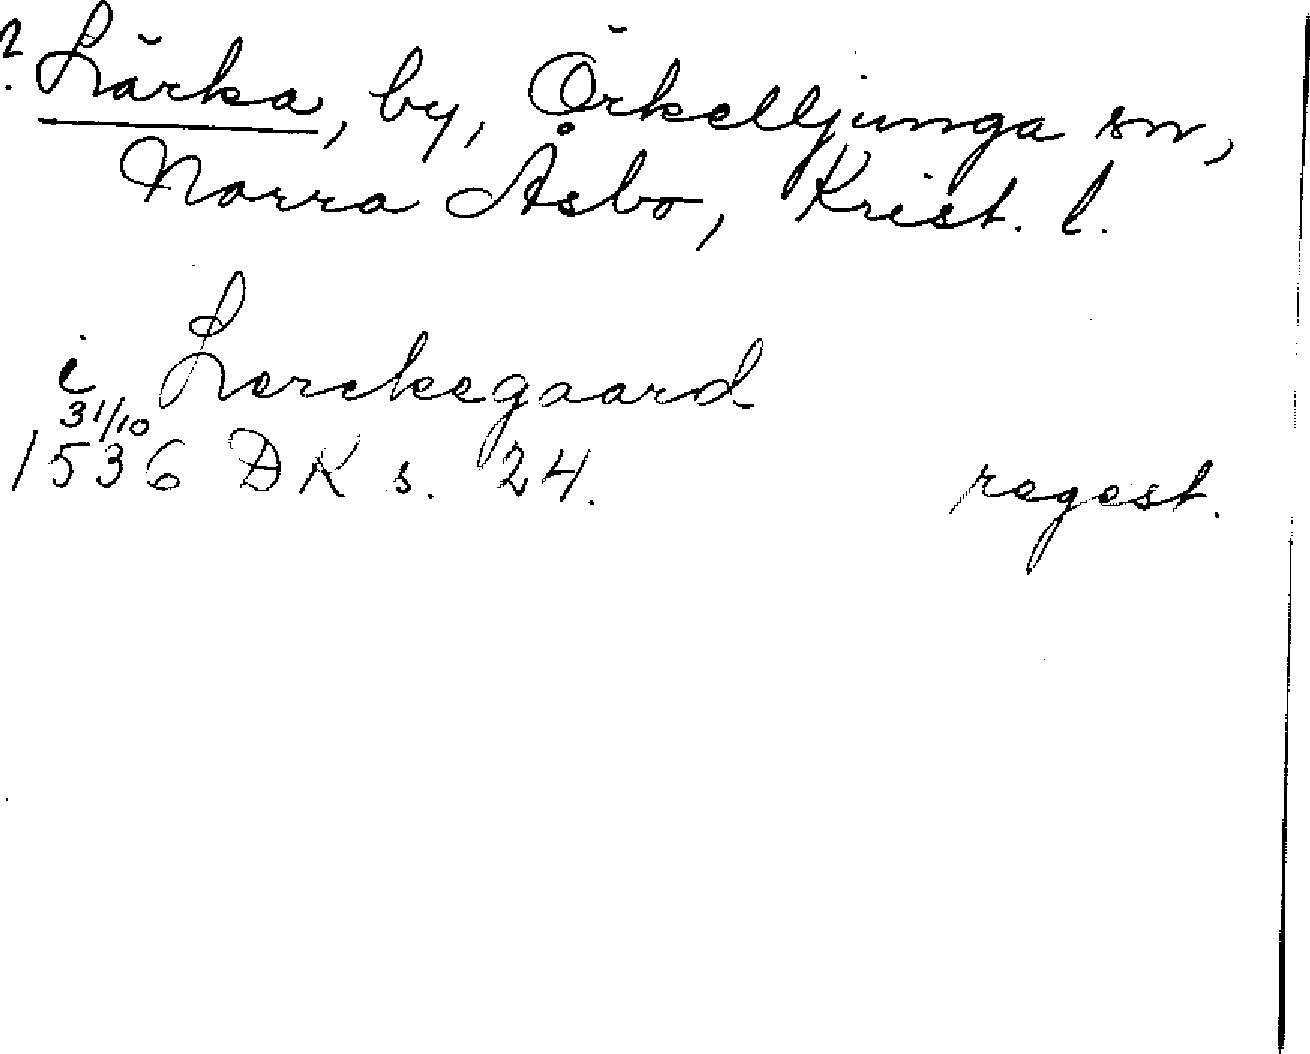 ? Lärka, by, Örkelljunga sn,
Norra Åsbo, Krist. l.
i Lerckegaard
31/10
1536 DK s. 24. regest.